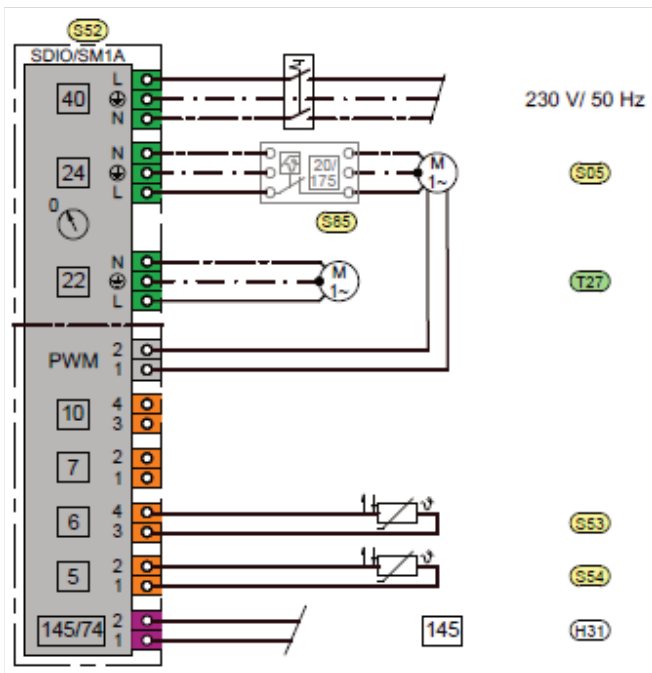 S52
SDIO/SM1A
40 L
N
230 V/ 50 Hz
24 N
L
20/
175
M
1~
S05
0
S85
22 N
L
M
1~
T27
PWM 2
1
10 4
3
7 2
1
6 4
3
ϑ
S53
5 2
1
ϑ
S54
145/74 2
1
145
H31